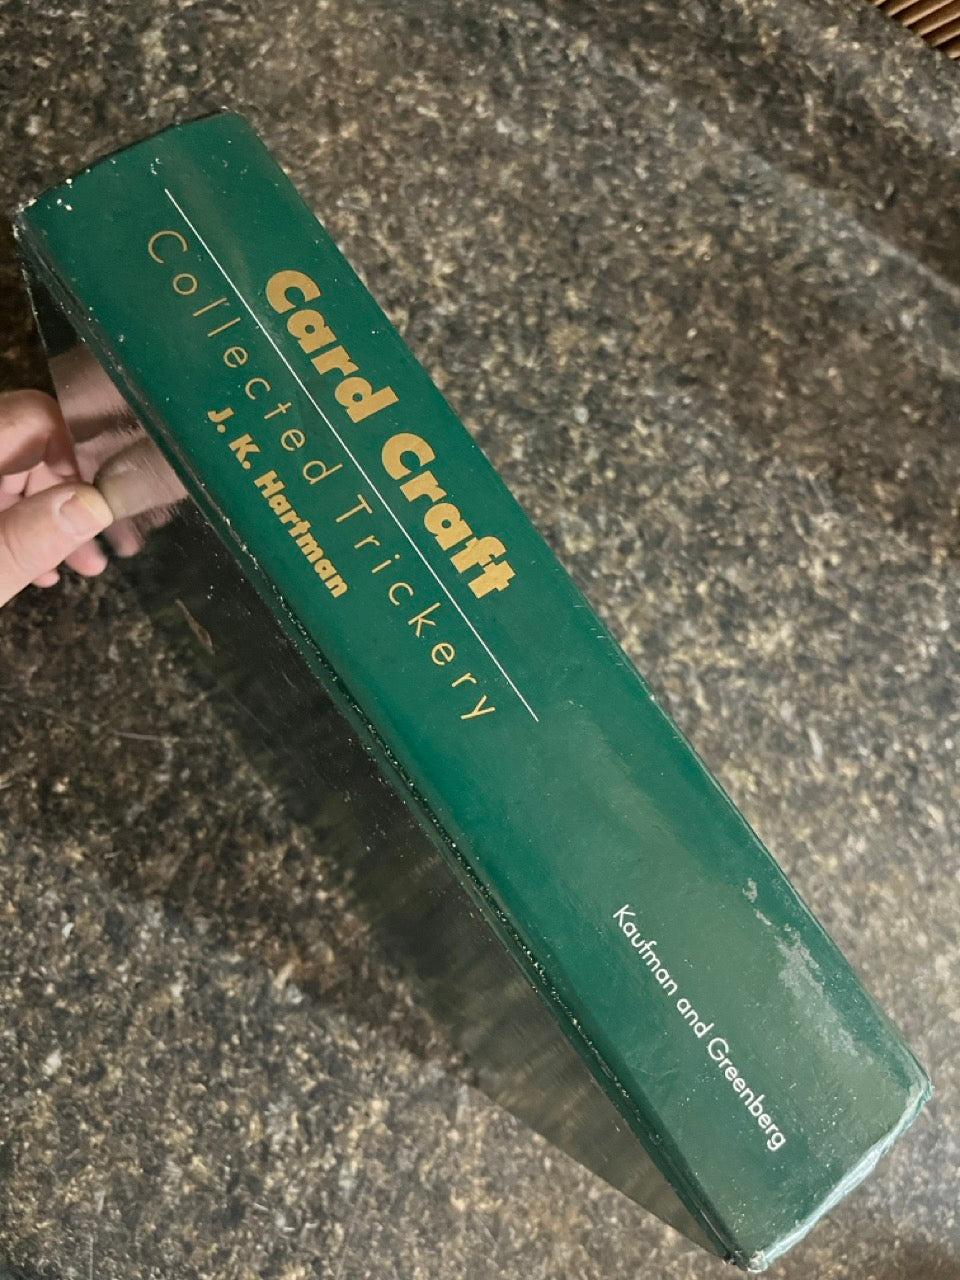 Card Craft
Collected Trickery
J. K. Hartman
Kaufman and Greenberg